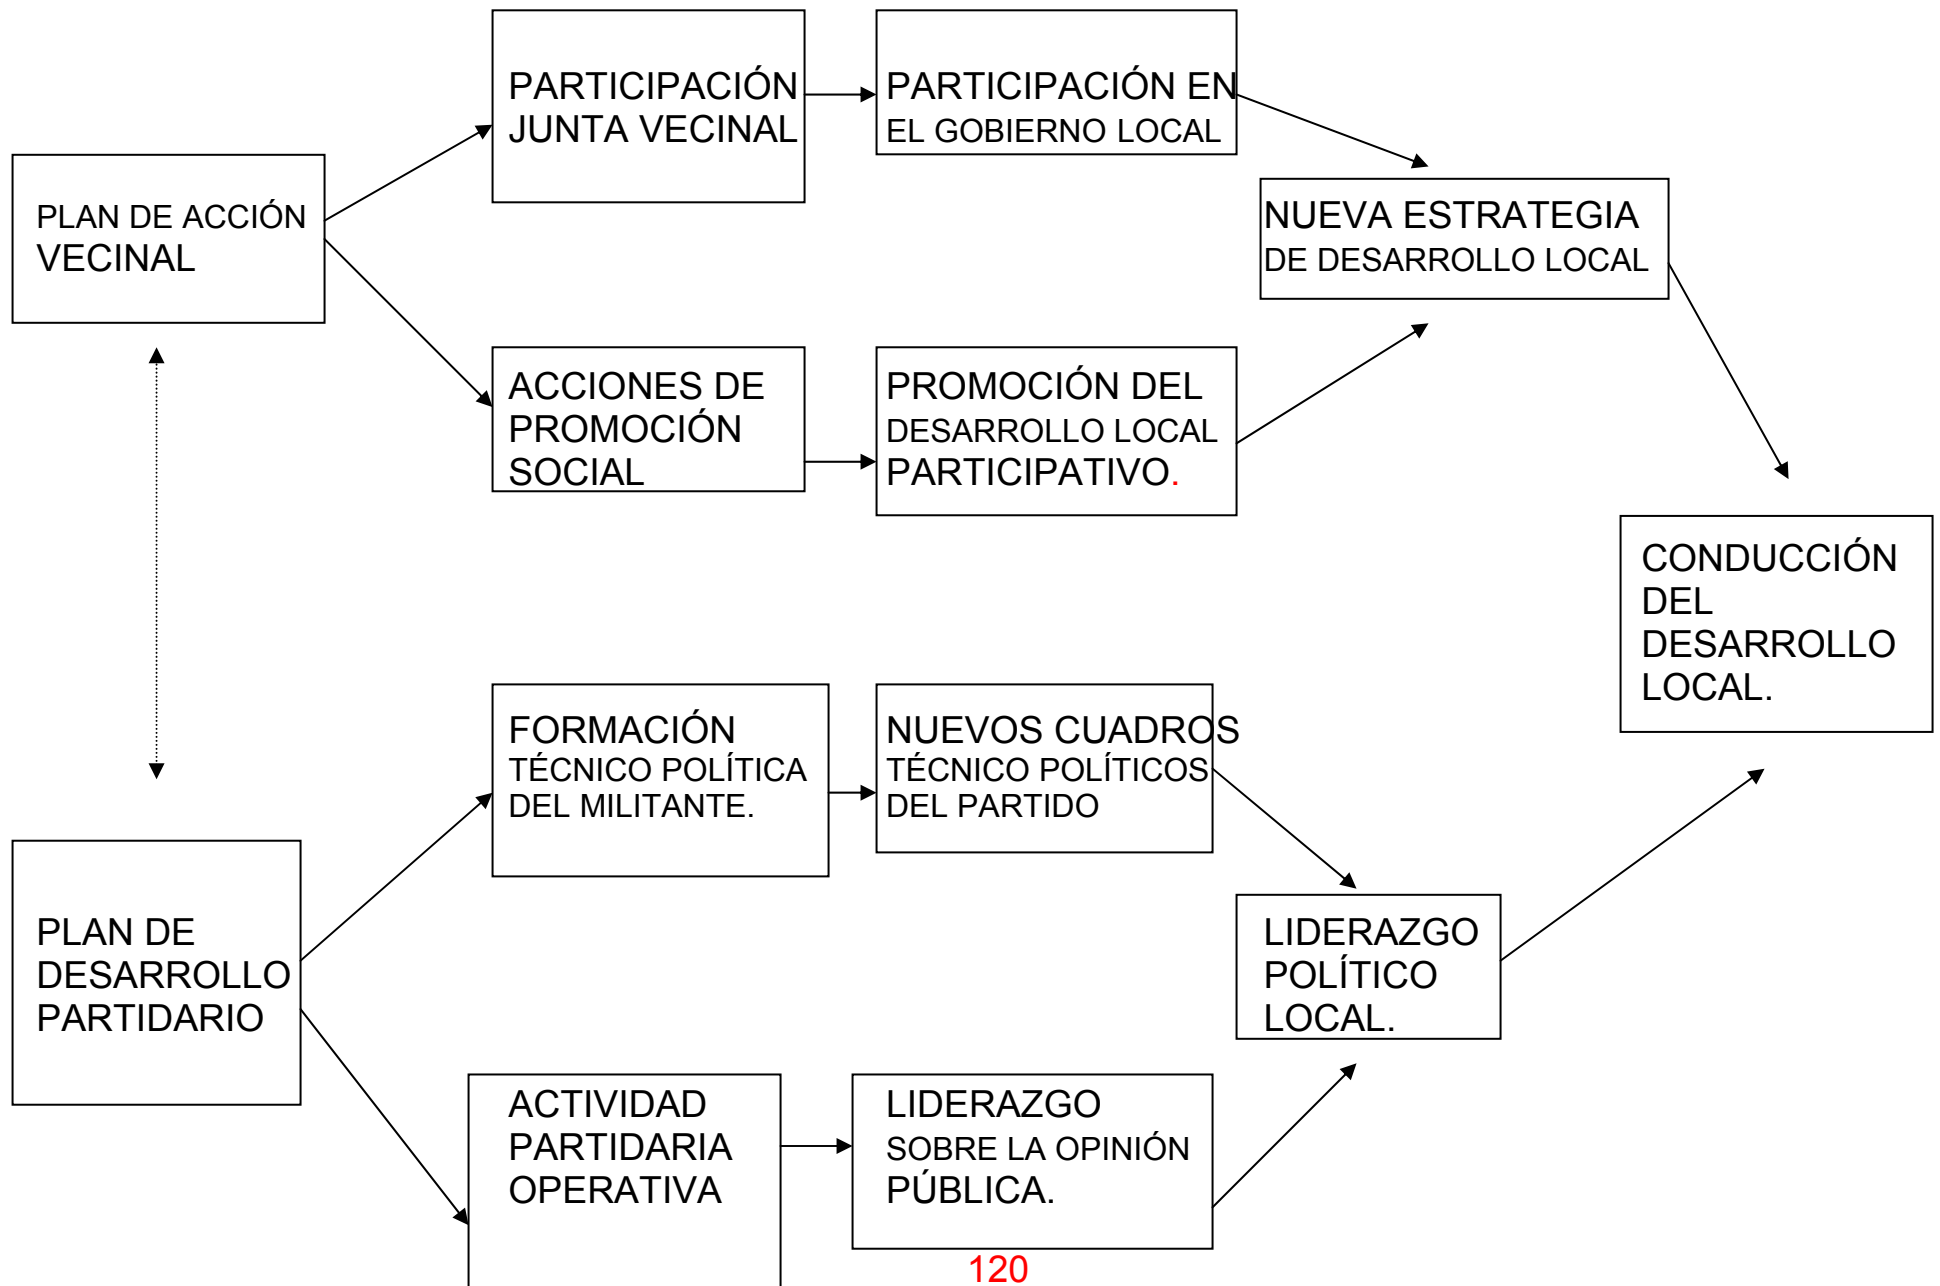 PARTICIPACIÓN
JUNTA VECINAL
PARTICIPACIÓN EN
EL GOBIERNO LOCAL
PLAN DE ACCIÓN
VECINAL
NUEVA ESTRATEGIA
DE DESARROLLO LOCAL
ACCIONES DE
PROMOCIÓN
SOCIAL
PROMOCIÓN DEL
DESARROLLO LOCAL
PARTICIPATIVO.
CONDUCCIÓN
DEL
DESARROLLO
LOCAL.
FORMACIÓN
TÉCNICO POLÍTICA
DEL MILITANTE.
NUEVOS CUADROS
TÉCNICO POLÍTICOS
DEL PARTIDO
PLAN DE
DESARROLLO
PARTIDARIO
LIDERAZGO
POLÍTICO
LOCAL.
ACTIVIDAD
PARTIDARIA
OPERATIVA
LIDERAZGO
SOBRE LA OPINIÓN
PÚBLICA.
120